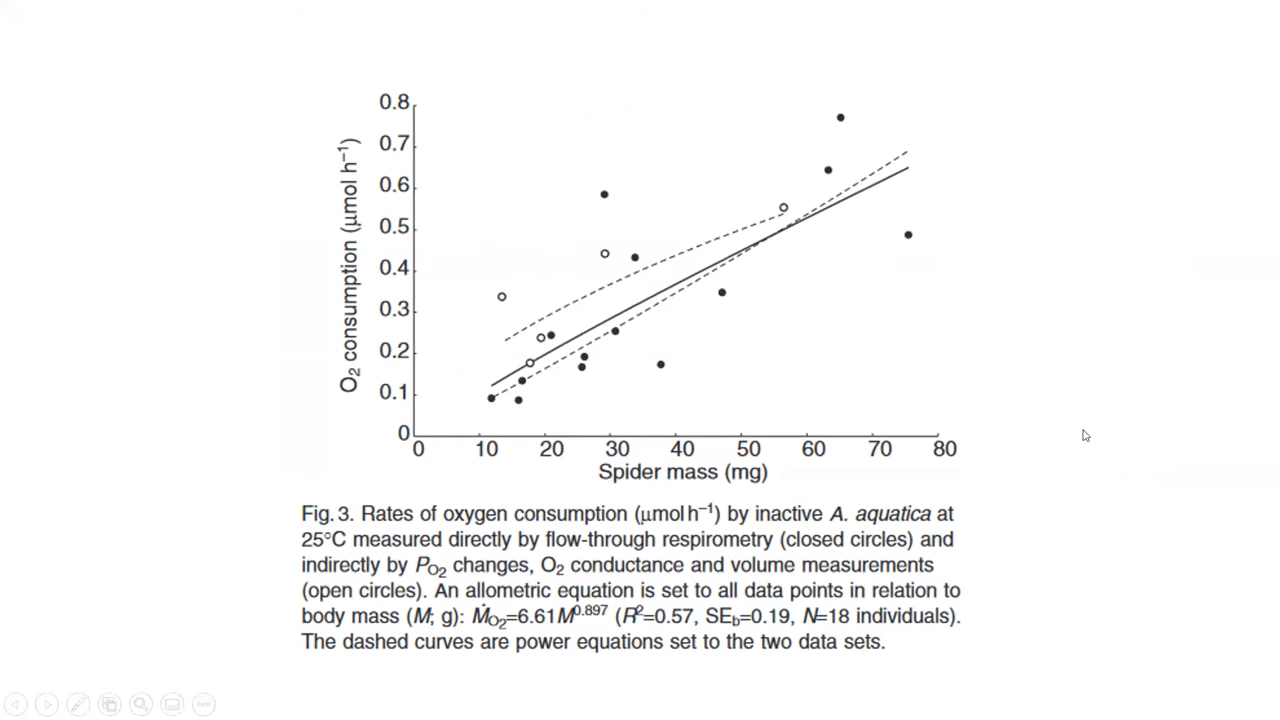 0.8
0.7
0.6
0.5
0.4
0.3
0.2
0.1
0
O2 consumption (μmol h–1)
0 10 20 30 40 50 60 70 80
Spider mass (mg)
Fig. 3. Rates of oxygen consumption (μmol h–1) by inactive A. aquatica at
25°C measured directly by flow-through respirometry (closed circles) and
indirectly by PO2 changes, O2 conductance and volume measurements
(open circles). An allometric equation is set to all data points in relation to
body mass (M; g): ṀO2=6.61M0.897 (R2=0.57, SEb=0.19, N=18 individuals).
The dashed curves are power equations set to the two data sets.